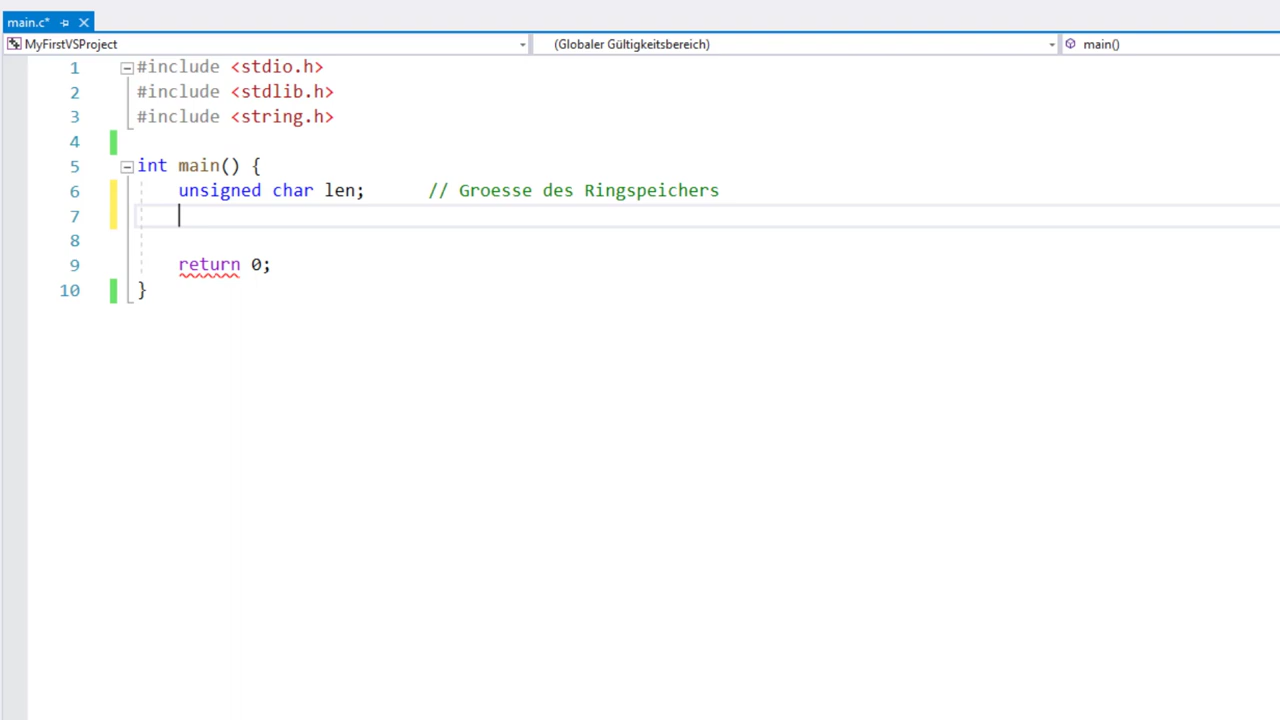 main.c*
MyFirstVSProject (Globaler Gültigkeitsbereich) main()
1 #include <stdio.h>
2 #include <stdlib.h>
3 #include <string.h>
4
5 int main() {
6 unsigned char len; // Groesse des Ringspeichers
7
8
9 return 0;
10 }